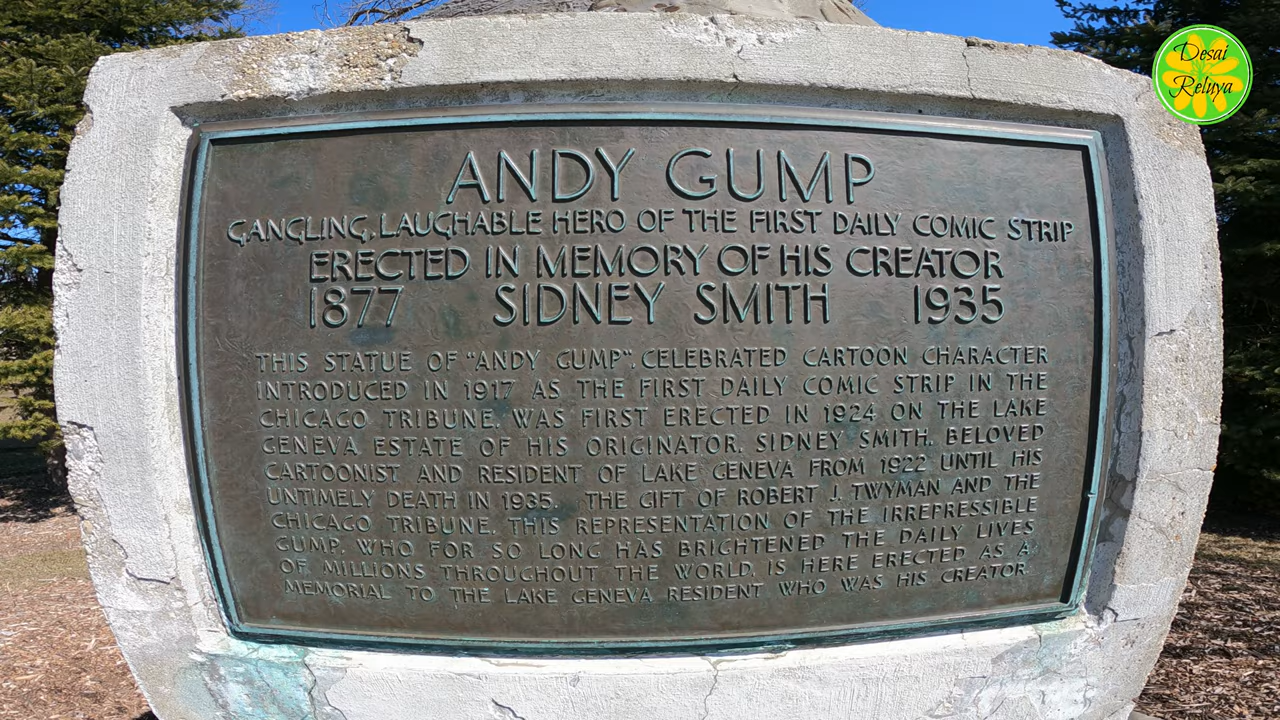 Desai
Reluya
ANDY GUMP
GANGLING, LAUGHABLE HERO OF THE FIRST DAILY COMIC STRIP
ERECTED IN MEMORY OF HIS CREATOR
1877 SIDNEY SMITH 1935
THIS STATUE OF "ANDY GUMP", CELEBRATED CARTOON CHARACTER
INTRODUCED IN 1917 AS THE FIRST DAILY COMIC STRIP IN THE
CHICAGO TRIBUNE, WAS FIRST ERECTED IN 1924 ON THE LAKE
GENEVA ESTATE OF HIS ORIGINATOR, SIDNEY SMITH, BELOVED
CARTOONIST AND RESIDENT OF LAKE GENEVA FROM 1922 UNTIL HIS
UNTIMELY DEATH IN 1935. THE GIFT OF ROBERT J. TWYMAN AND THE
CHICAGO TRIBUNE, THIS REPRESENTATION OF THE IRREPRESSIBLE
GUMP, WHO FOR SO LONG HAS BRIGHTENED THE DAILY LIVES
OF MILLIONS THROUGHOUT THE WORLD, IS HERE ERECTED AS A
MEMORIAL TO THE LAKE GENEVA RESIDENT WHO WAS HIS CREATOR.